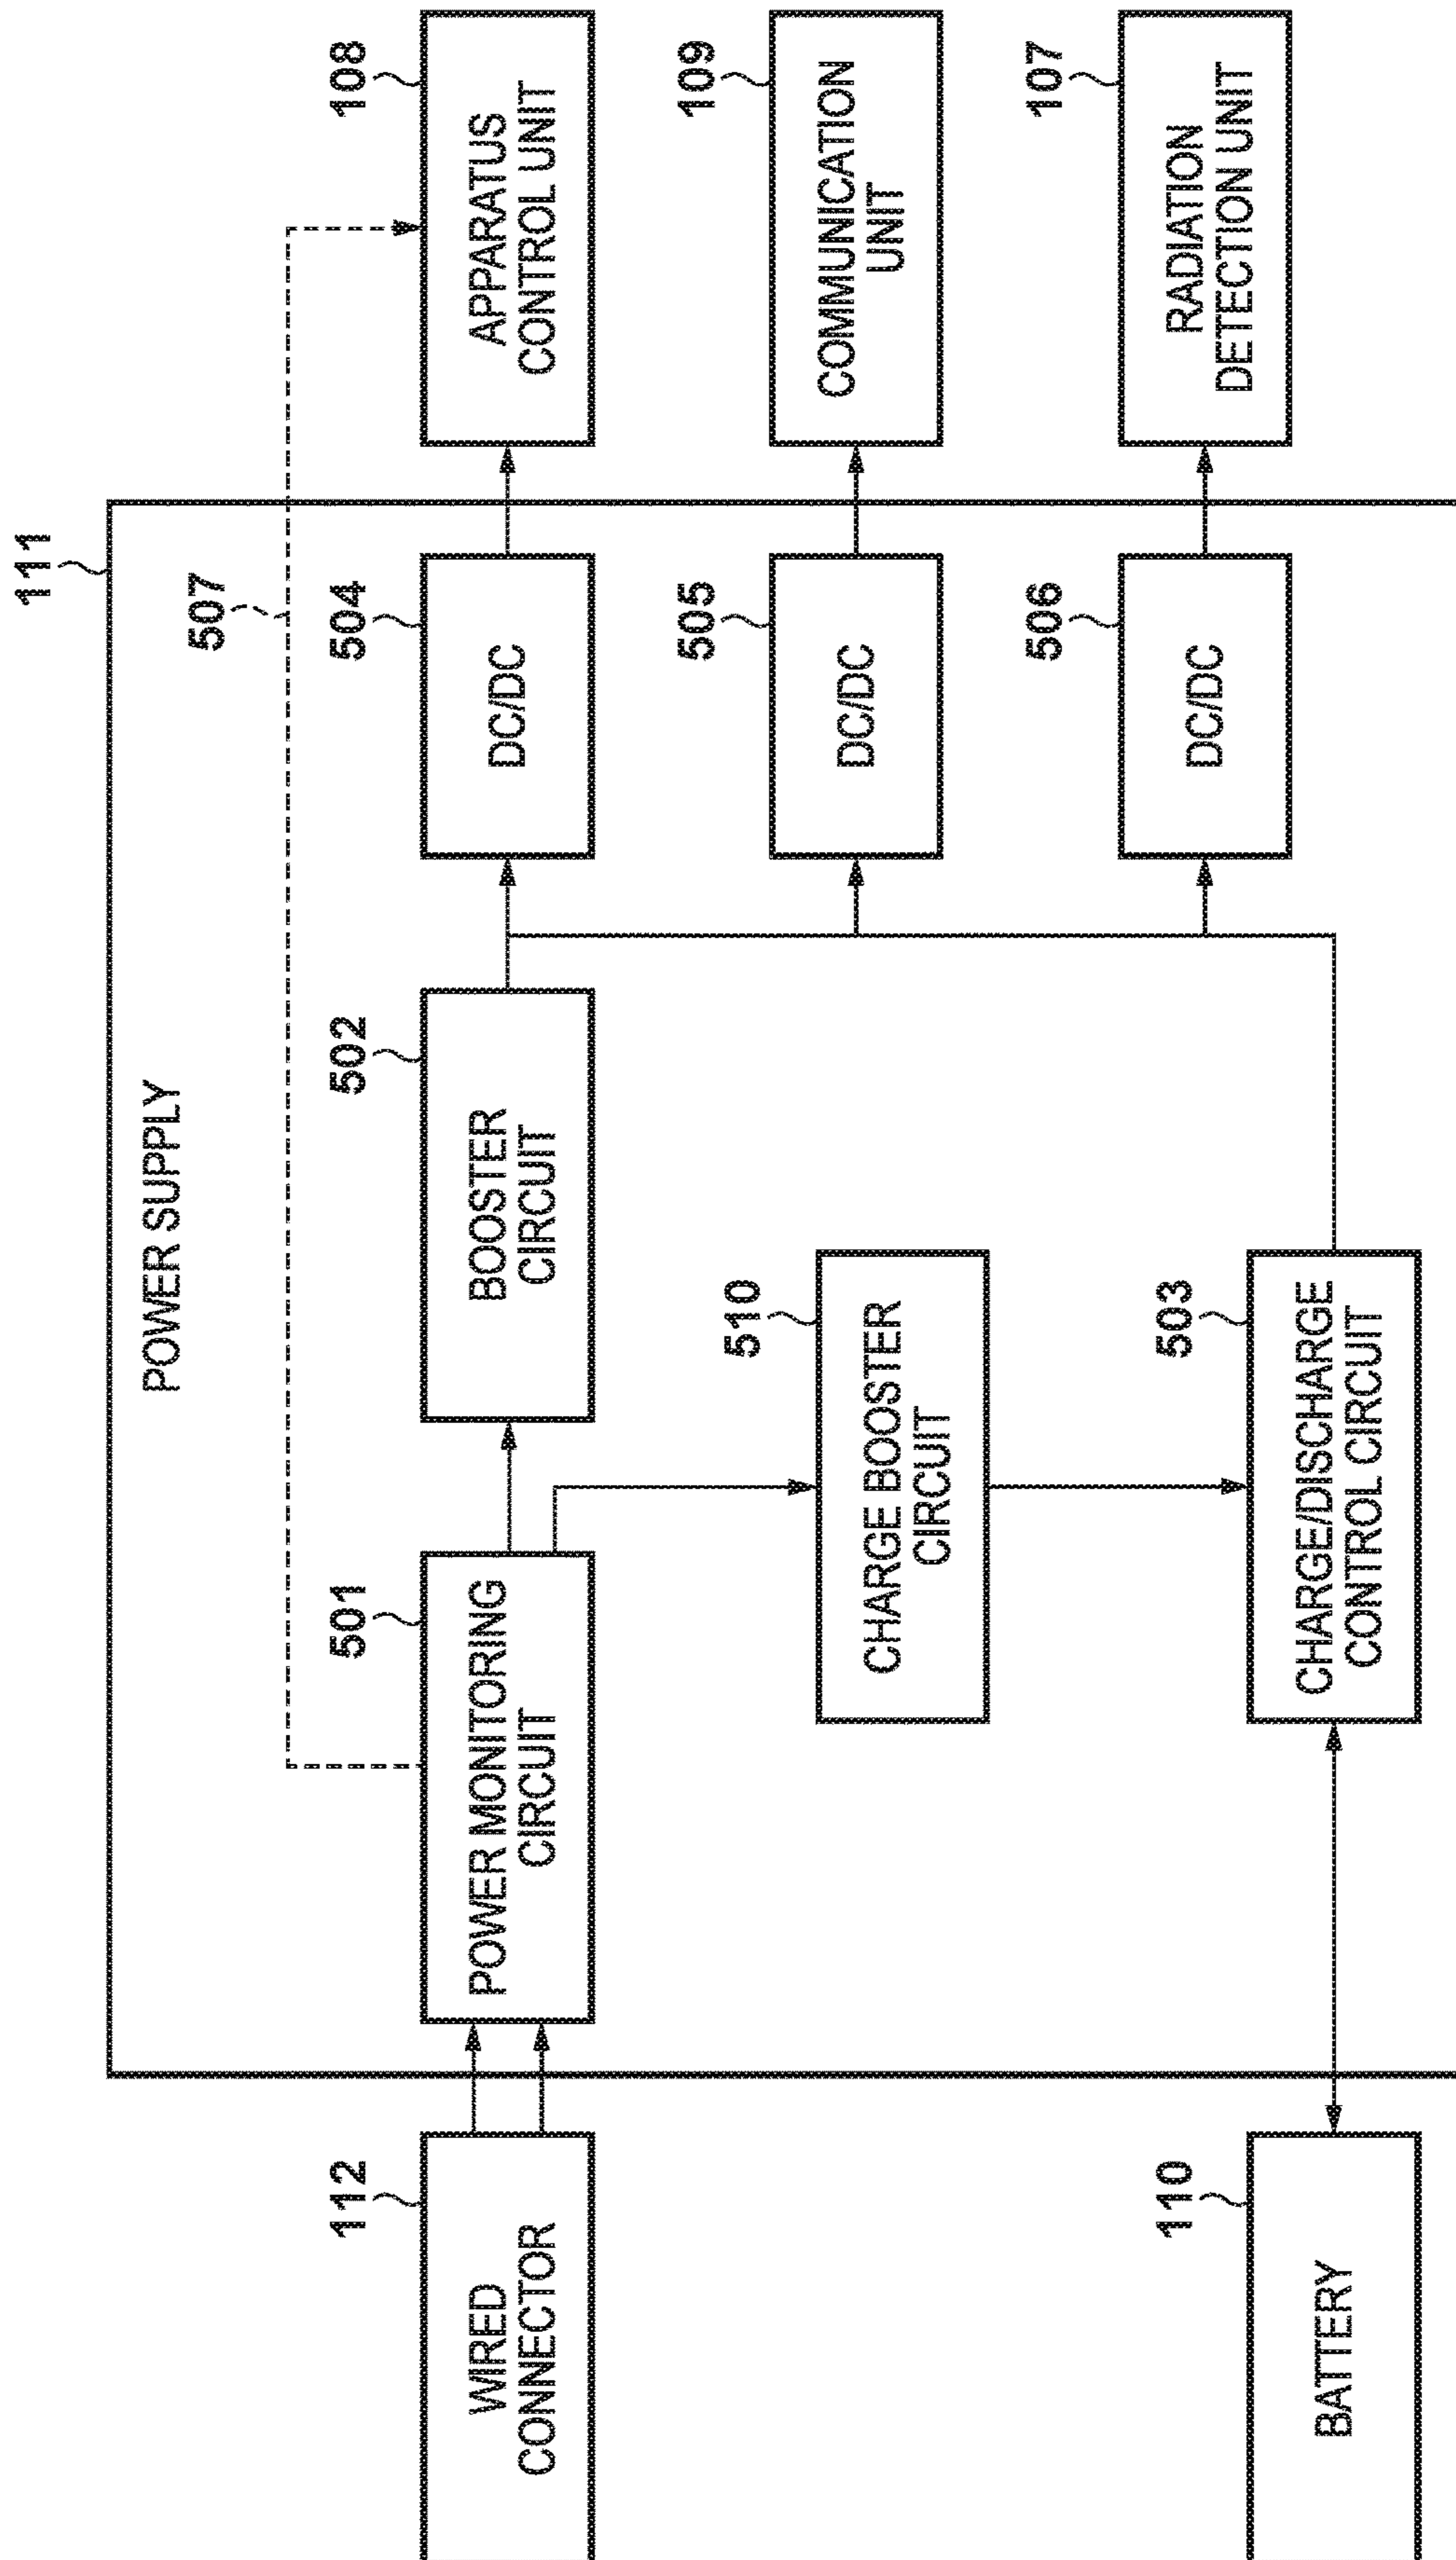 111
POWER SUPPLY
507
112
WIRED
CONNECTOR
501
POWER MONITORING
CIRCUIT
502
BOOSTER
CIRCUIT
504
DC/DC
108
APPARATUS
CONTROL UNIT
510
CHARGE BOOSTER
CIRCUIT
505
DC/DC
109
COMMUNICATION
UNIT
110
BATTERY
503
CHARGE/DISCHARGE
CONTROL CIRCUIT
506
DC/DC
107
RADIATION
DETECTION UNIT